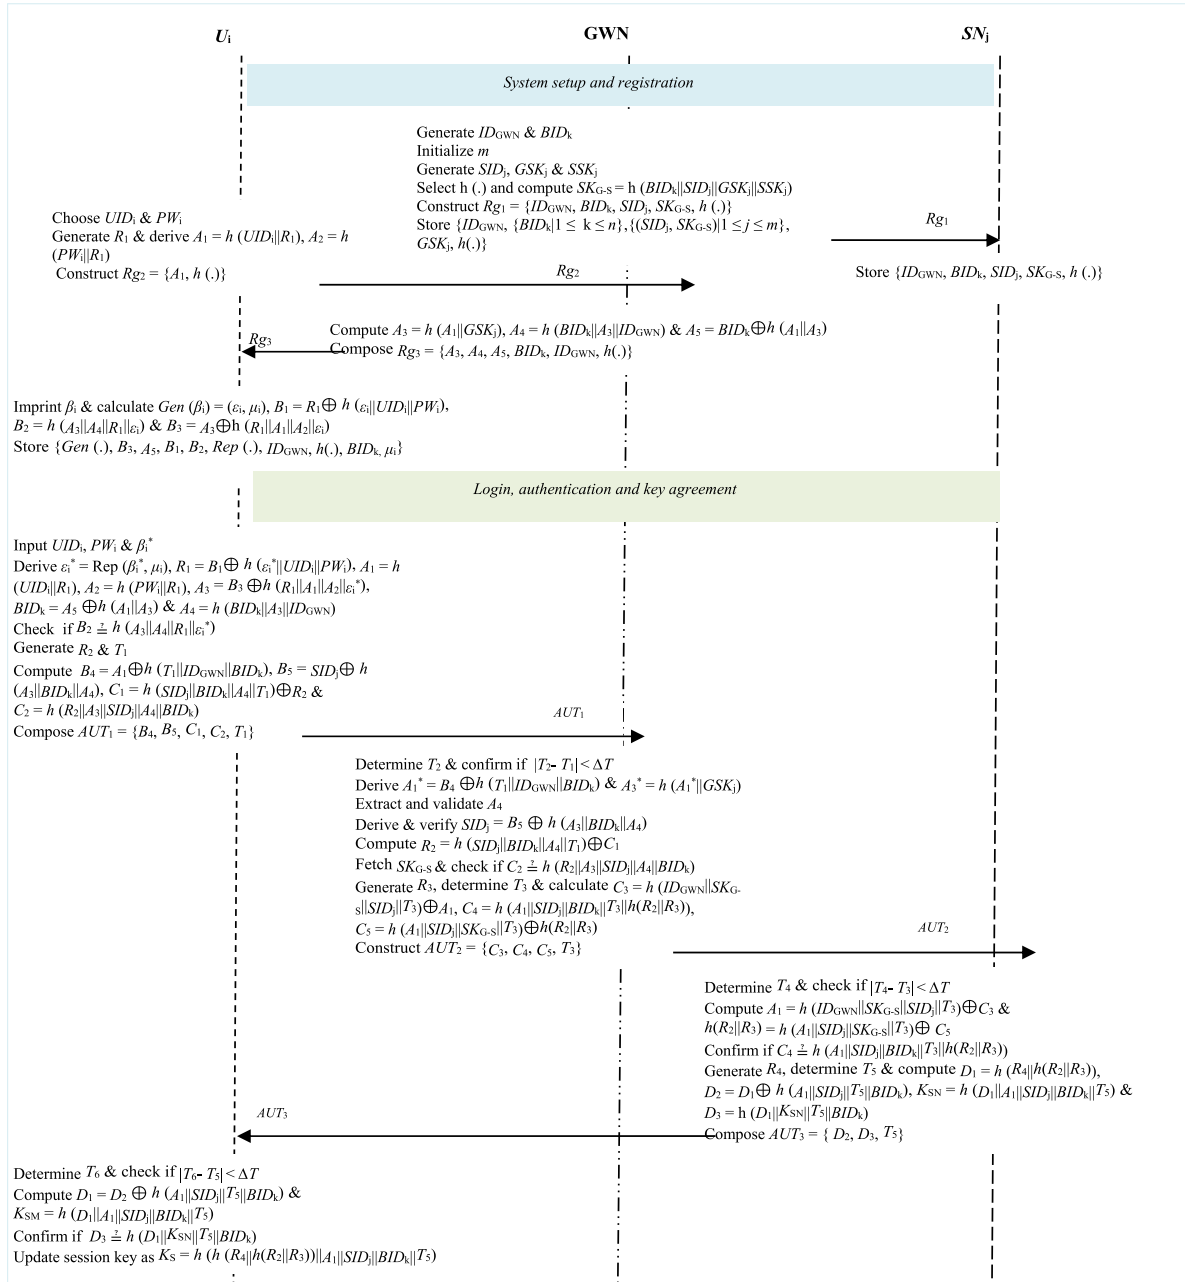 Ui GWN SNj
System setup and registration
Generate IDGWN & BIDk
Initialize m
Generate SIDj, GSKj & SSKj
Select h (.) and compute SKG-S = h (BIDk||SIDj||GSKj||SSKj)
Construct Rg1 = {IDGWN, BIDk, SIDj, SKG-S, h (.)}
Store {IDGWN, {BIDk|1 ≤ k ≤ n},{(SIDj, SKG-S)|1 ≤ j ≤ m},
GSKj, h(.)}
Choose UIDi & PWi
Generate R1 & derive A1 = h (UIDi||R1), A2 = h
(PWi||R1)
Construct Rg2 = {A1, h (.)}
Rg1
Store {IDGWN, BIDk, SIDj, SKG-S, h (.)}
Rg2
Compute A3 = h (A1||GSKj), A4 = h (BIDk||A3||IDGWN) & A5 = BIDk⊕h (A1||A3)
Compose Rg3 = {A3, A4, A5, BIDk, IDGWN, h(.)}
Rg3
Imprint βi & calculate Gen (βi) = (εi, μi), B1 = R1⊕ h (εi||UIDi||PWi),
B2 = h (A3||A4||R1||εi) & B3 = A3⊕h (R1||A1||A2||εi)
Store {Gen (.), B3, A5, B1, B2, Rep (.), IDGWN, h(.), BIDk, μi}
Login, authentication and key agreement
Input UIDi, PWi & βi*
Derive εi* = Rep (βi*, μi), R1 = B1⊕ h (εi*||UIDi||PWi), A1 = h
(UIDi||R1), A2 = h (PWi||R1), A3 = B3 ⊕h (R1||A1||A2||εi*),
BIDk = A5 ⊕h (A1||A3) & A4 = h (BIDk||A3||IDGWN)
Check if B2 ≟ h (A3||A4||R1||εi*)
Generate R2 & T1
Compute B4 = A1⊕h (T1||IDGWN||BIDk), B5 = SIDj⊕ h
(A3||BIDk||A4), C1 = h (SIDj||BIDk||A4||T1)⊕R2 &
C2 = h (R2||A3||SIDj||A4||BIDk)
Compose AUT1 = {B4, B5, C1, C2, T1}
AUT1
Determine T2 & confirm if |T2- T1| < ΔT
Derive A1* = B4 ⊕h (T1||IDGWN||BIDk) & A3* = h (A1*||GSKj)
Extract and validate A4
Derive & verify SIDj = B5 ⊕ h (A3||BIDk||A4)
Compute R2 = h (SIDj||BIDk||A4||T1)⊕C1
Fetch SKG-S & check if C2 ≟ h (R2||A3||SIDj||A4||BIDk)
Generate R3, determine T3 & calculate C3 = h (IDGWN||SKG-
S||SIDj||T3)⊕A1, C4 = h (A1||SIDj||BIDk||T3||h(R2||R3)),
C5 = h (A1||SIDj||SKG-S||T3)⊕h(R2||R3)
Construct AUT2 = {C3, C4, C5, T3}
AUT2
Determine T4 & check if |T4- T3| < ΔT
Compute A1 = h (IDGWN||SKG-S||SIDj||T3)⊕C3 &
h(R2||R3) = h (A1||SIDj||SKG-S||T3)⊕ C5
Confirm if C4 ≟ h (A1||SIDj||BIDk||T3||h(R2||R3))
Generate R4, determine T5 & compute D1 = h (R4||h(R2||R3)),
D2 = D1⊕ h (A1||SIDj||T5||BIDk), KSN = h (D1||A1||SIDj||BIDk||T5) &
D3 = h (D1||KSN||T5||BIDk)
Compose AUT3 = { D2, D3, T5}
AUT3
Determine T6 & check if |T6- T5| < ΔT
Compute D1 = D2 ⊕ h (A1||SIDj||T5||BIDk) &
KSM = h (D1||A1||SIDj||BIDk||T5)
Confirm if D3 ≟ h (D1||KSN||T5||BIDk)
Update session key as KS = h (h (R4||h(R2||R3))||A1||SIDj||BIDk||T5)